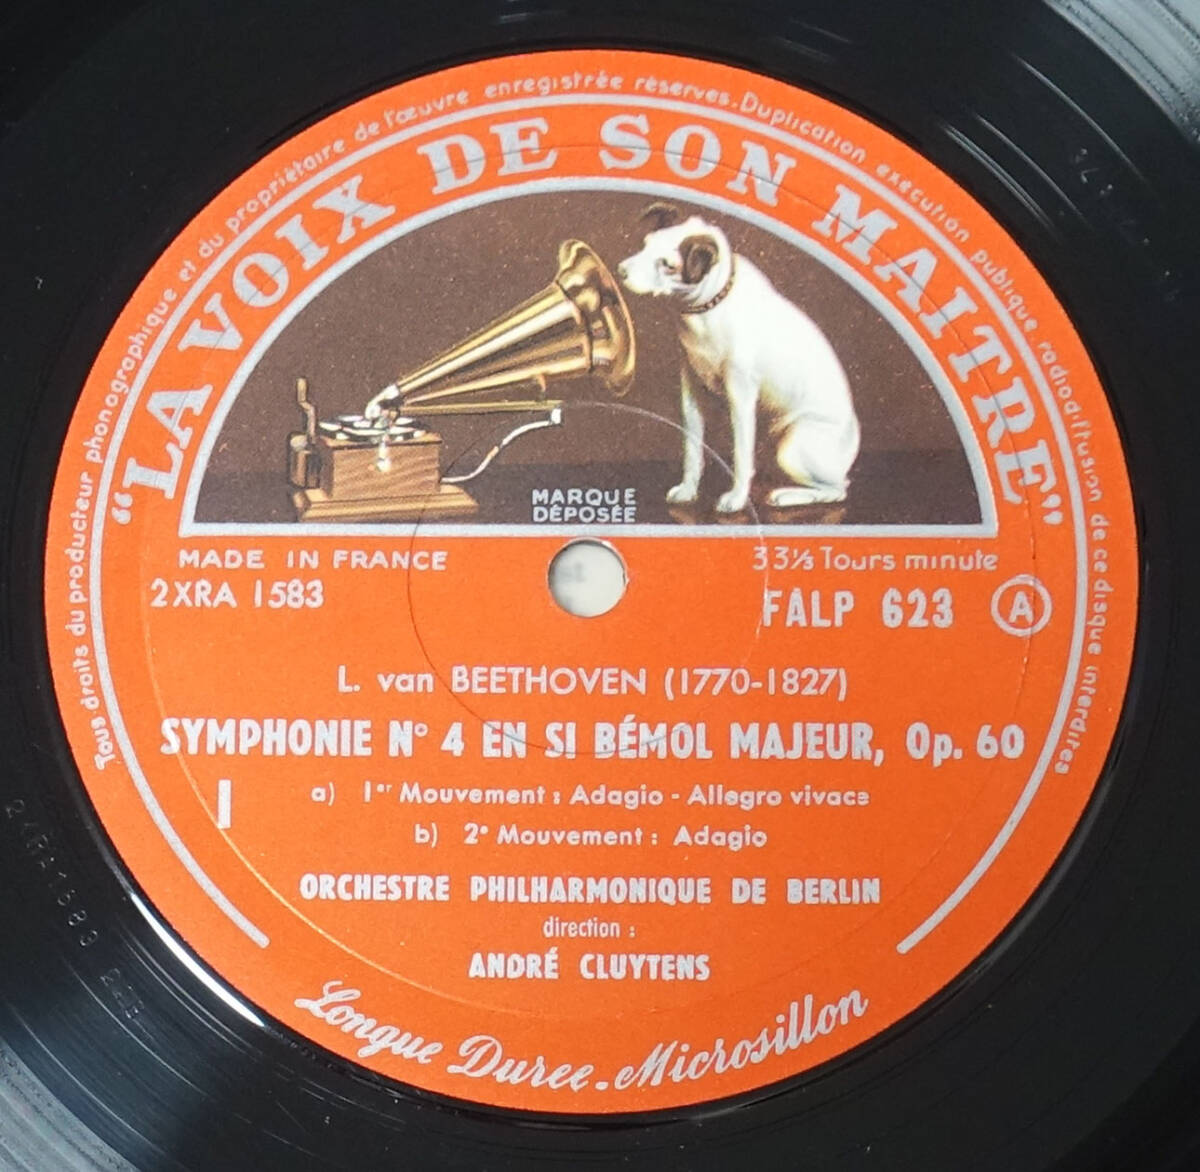 Tous droits du producteur phonographique et du propriétaire de l'œuvre enregistrée réservés. Duplication exécution publique, radiodiffusion de ce disque interdites
"LA VOIX DE SON MAITRE"
MARQUE
DÉPOSÉE
MADE IN FRANCE
33⅓ Tours minute
2XRA 1583
FALP 623 A
L. van BEETHOVEN (1770-1827)
SYMPHONIE N° 4 EN SI BÉMOL MAJEUR, Op. 60
I
a) 1er Mouvement : Adagio - Allegro vivace
b) 2e Mouvement : Adagio
ORCHESTRE PHILHARMONIQUE DE BERLIN
direction :
ANDRÉ CLUYTENS
Longue Duree - Microsillon